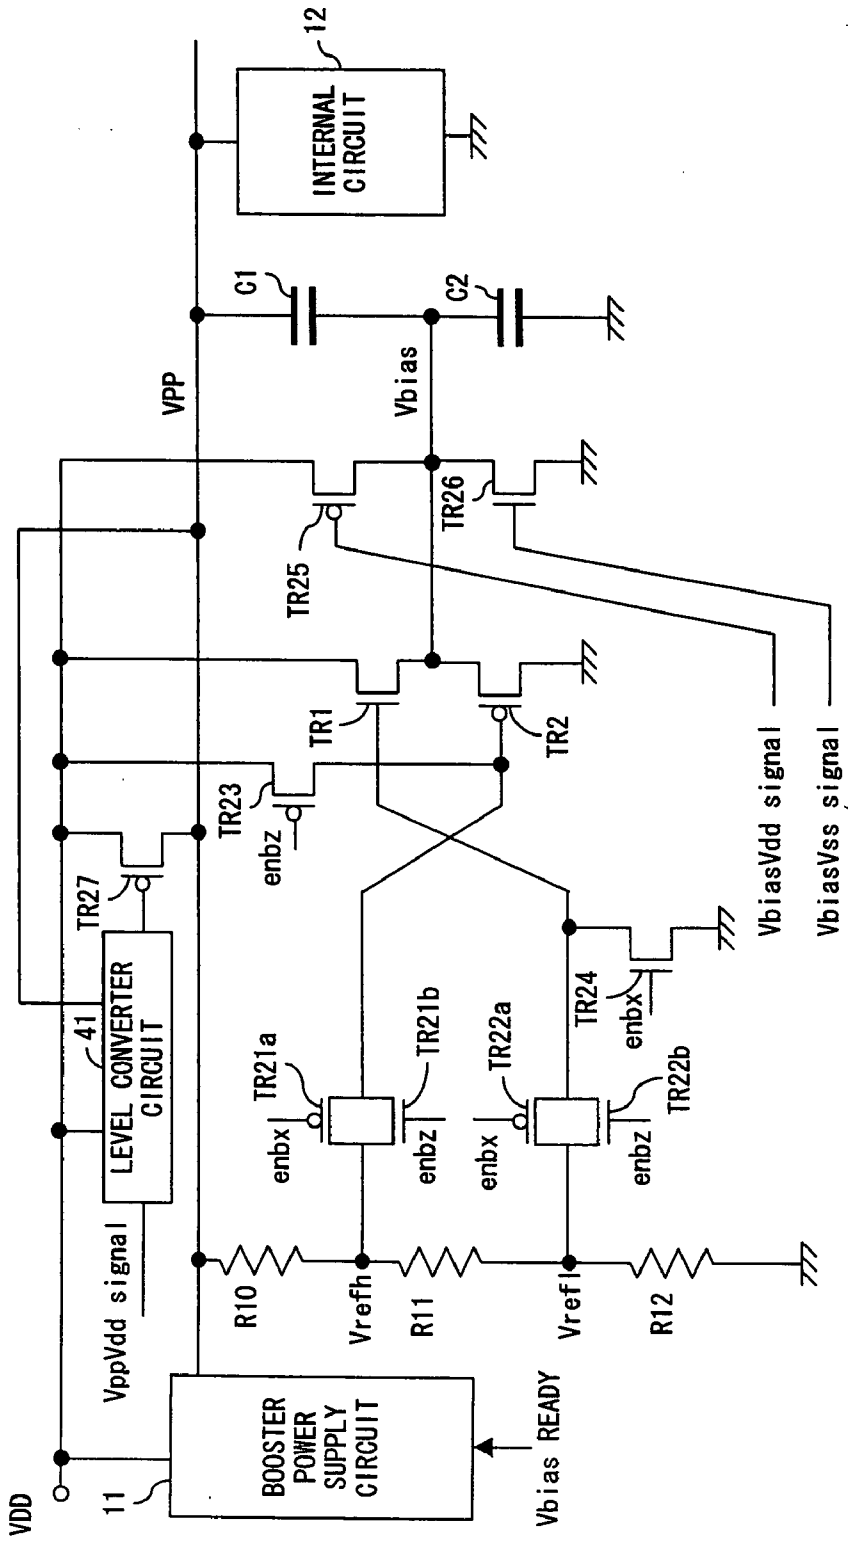 VDD
11
BOOSTER
POWER
SUPPLY
CIRCUIT
Vbias READY
VppVdd signal
LEVEL CONVERTER
CIRCUIT
41
TR27
VPP
R10
Vrefh
R11
Vrefl
R12
enbx
TR21a
enbz
TR21b
enbx
TR22a
enbz
TR22b
enbx
TR24
enbz
TR23
TR1
TR2
TR25
TR26
VbiasVdd signal
VbiasVss signal
Vbias
C1
C2
INTERNAL
CIRCUIT
12